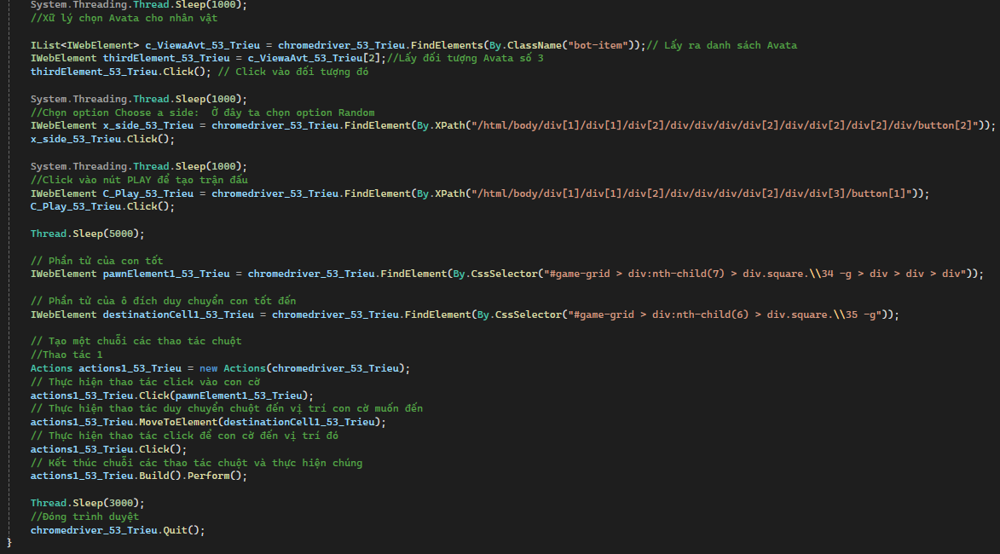 System.Threading.Thread.Sleep(1000);
//Xữ lý chọn Avata cho nhân vật
IList<IWebElement> c_ViewaAvt_53_Trieu = chromedriver_53_Trieu.FindElements(By.ClassName("bot-item"));// Lấy ra danh sách Avata
IWebElement thirdElement_53_Trieu = c_ViewaAvt_53_Trieu[2];//Lấy đối tượng Avata số 3
thirdElement_53_Trieu.Click(); // Click vào đối tượng đó
System.Threading.Thread.Sleep(1000);
//Chọn option Choose a side:  Ở đây ta chọn option Random
IWebElement x_side_53_Trieu = chromedriver_53_Trieu.FindElement(By.XPath("/html/body/div[1]/div[1]/div[2]/div/div/div/div[2]/div/div[2]/div[2]/div/button[2]"));
x_side_53_Trieu.Click();
System.Threading.Thread.Sleep(1000);
//Click vào nút PLAY để tạo trận đấu
IWebElement C_Play_53_Trieu = chromedriver_53_Trieu.FindElement(By.XPath("/html/body/div[1]/div[1]/div[2]/div/div/div/div[2]/div/div[3]/button[1]"));
C_Play_53_Trieu.Click();
Thread.Sleep(5000);
// Phần tử của con tốt
IWebElement pawnElement1_53_Trieu = chromedriver_53_Trieu.FindElement(By.CssSelector("#game-grid > div:nth-child(7) > div.square.\\34 -g > div > div > div"));
// Phần tử của ô đích duy chuyển con tốt đến
IWebElement destinationCell1_53_Trieu = chromedriver_53_Trieu.FindElement(By.CssSelector("#game-grid > div:nth-child(6) > div.square.\\35 -g"));
// Tạo một chuỗi các thao tác chuột
//Thao tác 1
Actions actions1_53_Trieu = new Actions(chromedriver_53_Trieu);
// Thực hiện thao tác click vào con cờ
actions1_53_Trieu.Click(pawnElement1_53_Trieu);
// Thực hiện thao tác duy chuyển chuột đến vị trí con cờ muốn đến
actions1_53_Trieu.MoveToElement(destinationCell1_53_Trieu);
// Thực hiện thao tác click để con cờ đến vị trí đó
actions1_53_Trieu.Click();
// Kết thúc chuỗi các thao tác chuột và thực hiện chúng
actions1_53_Trieu.Build().Perform();
Thread.Sleep(3000);
//Đóng trình duyệt
chromedriver_53_Trieu.Quit();
}